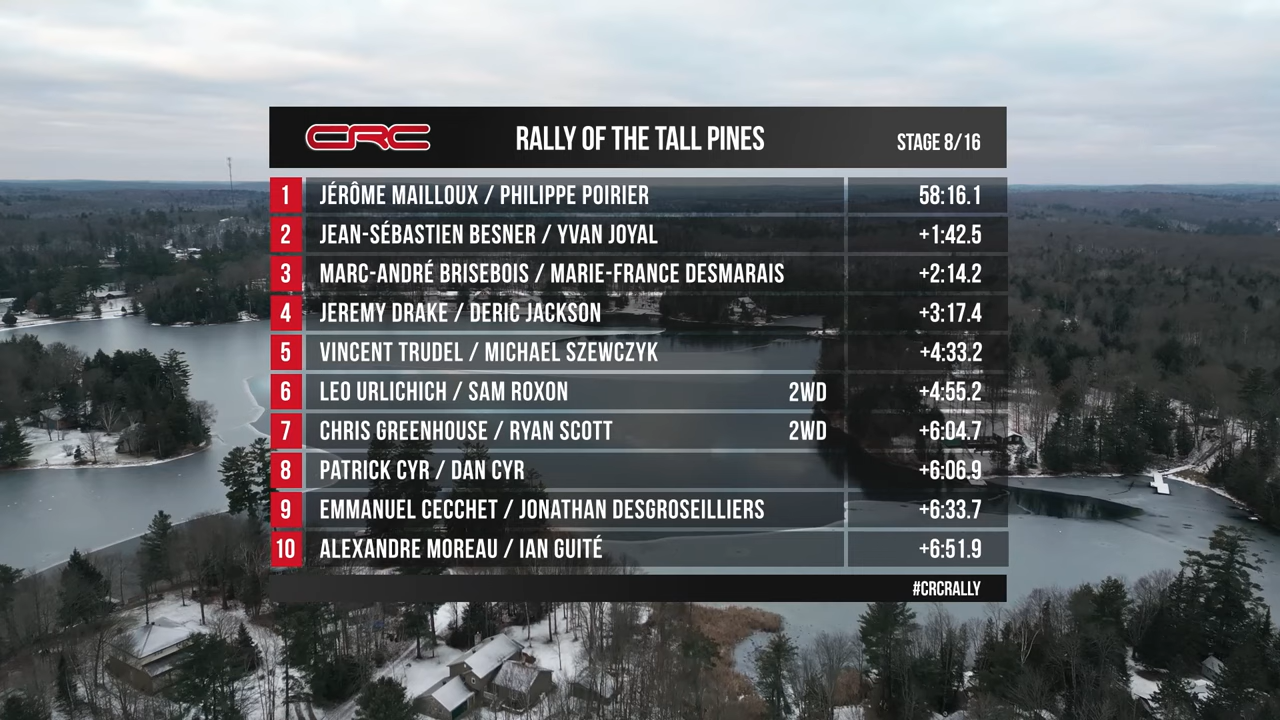 CRC RALLY OF THE TALL PINES STAGE 8/16
1 JÉRÔME MAILLOUX / PHILIPPE POIRIER 58:16.1
2 JEAN-SÉBASTIEN BESNER / YVAN JOYAL +1:42.5
3 MARC-ANDRÉ BRISEBOIS / MARIE-FRANCE DESMARAIS +2:14.2
4 JEREMY DRAKE / DERIC JACKSON +3:17.4
5 VINCENT TRUDEL / MICHAEL SZEWCZYK +4:33.2
6 LEO URLICHICH / SAM ROXON 2WD +4:55.2
7 CHRIS GREENHOUSE / RYAN SCOTT 2WD +6:04.7
8 PATRICK CYR / DAN CYR +6:06.9
9 EMMANUEL CECCHET / JONATHAN DESGROSEILLIERS +6:33.7
10 ALEXANDRE MOREAU / IAN GUITÉ +6:51.9
#CRCRALLY